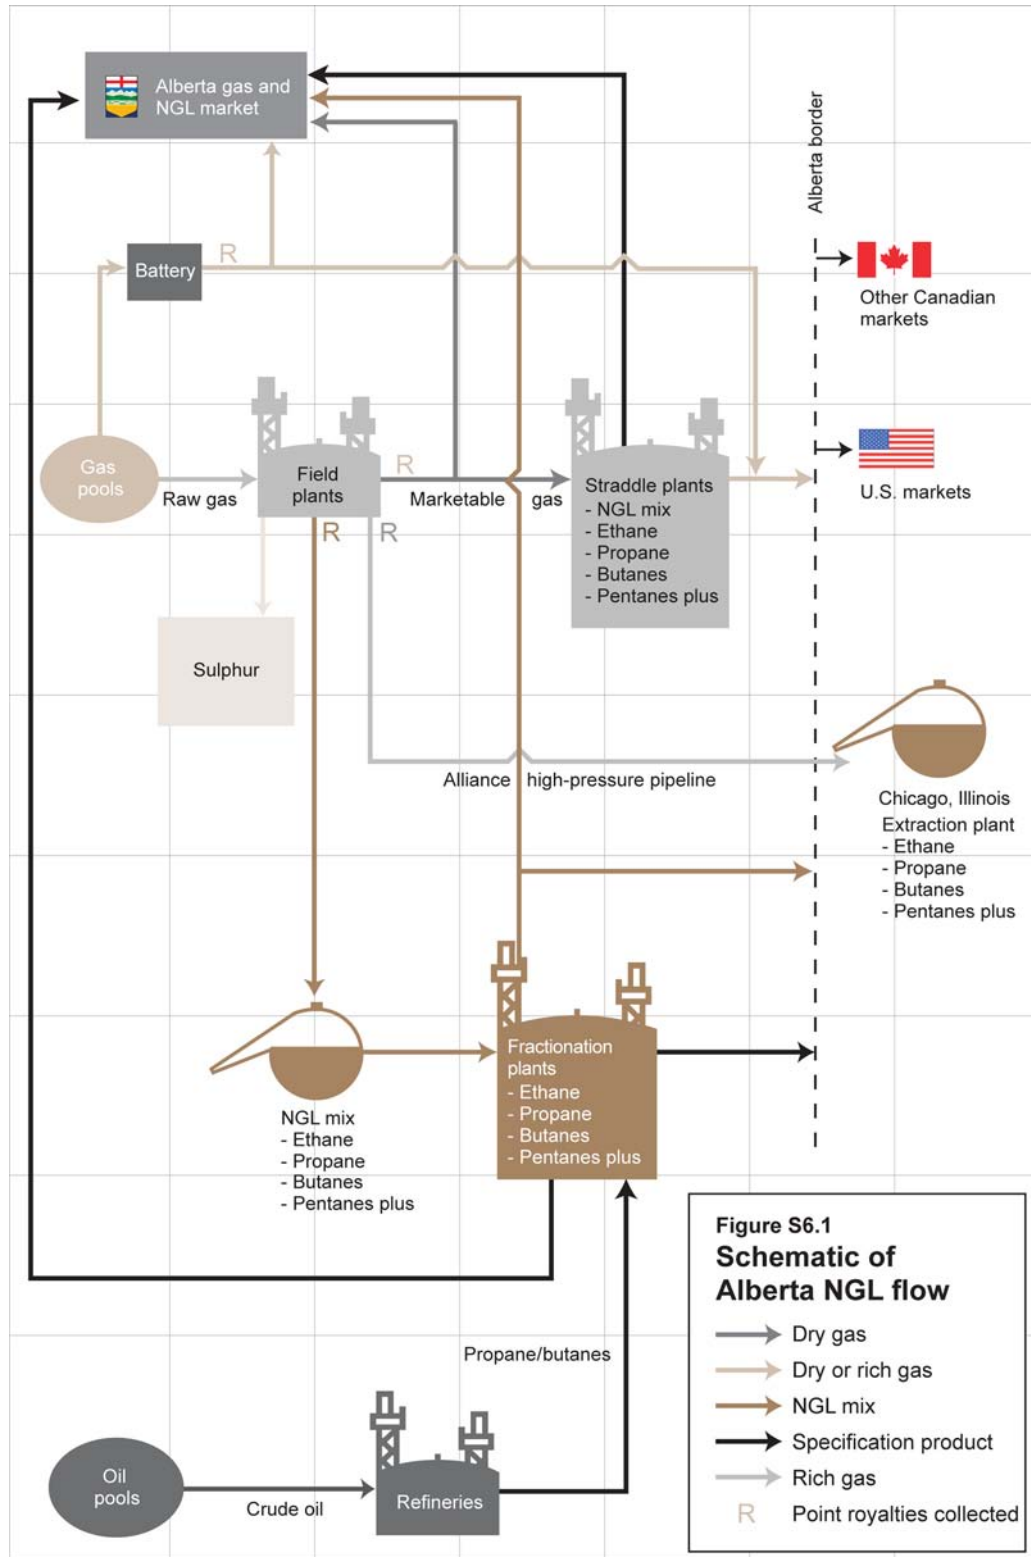 Alberta gas and
NGL market
Alberta border
R
Battery
Other Canadian
markets
Gas
pools
Raw gas
Field
plants
R
Marketable gas
Straddle plants
- NGL mix
- Ethane
- Propane
- Butanes
- Pentanes plus
U.S. markets
R
R
Sulphur
Alliance high-pressure pipeline
Chicago, Illinois
Extraction plant
- Ethane
- Propane
- Butanes
- Pentanes plus
NGL mix
- Ethane
- Propane
- Butanes
- Pentanes plus
Fractionation
plants
- Ethane
- Propane
- Butanes
- Pentanes plus
Propane/butanes
Oil
pools
Crude oil
Refineries
Figure S6.1
Schematic of
Alberta NGL flow
Dry gas
Dry or rich gas
NGL mix
Specification product
Rich gas
R Point royalties collected